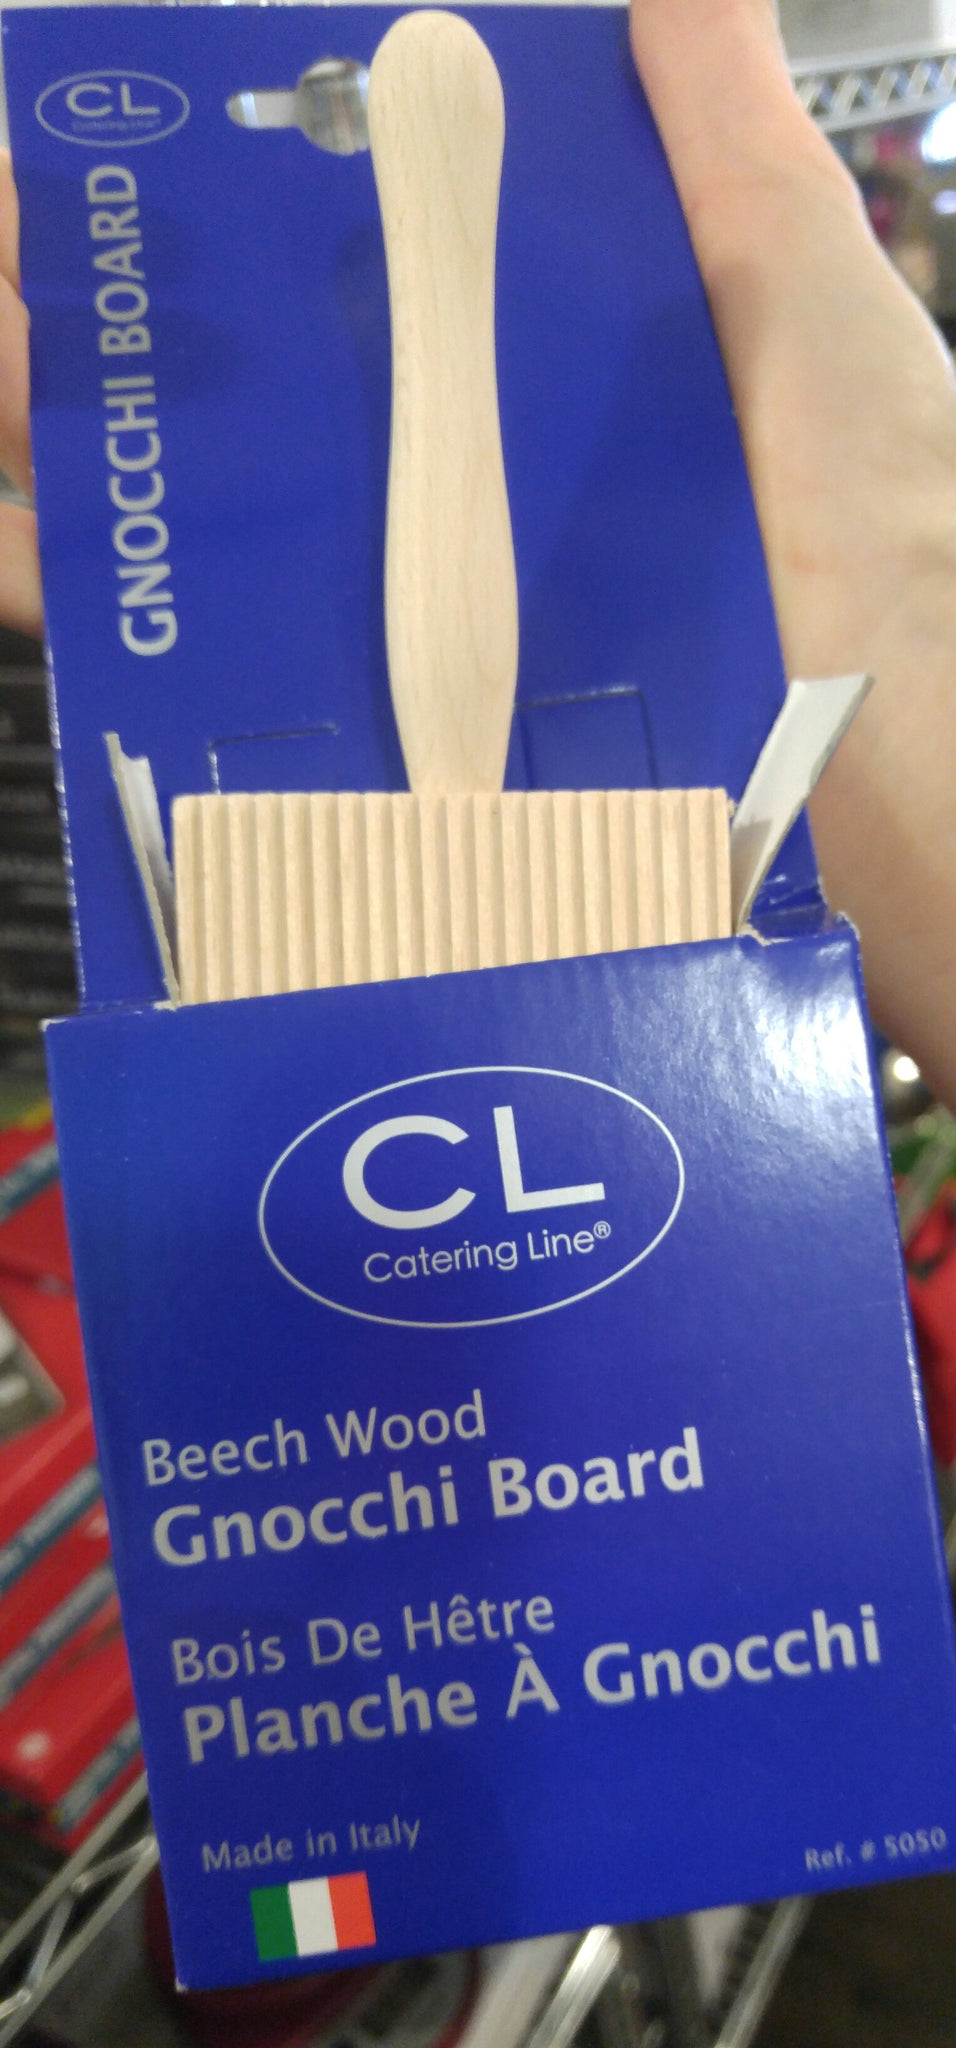 CL
Catering Line®
GNOCCHI BOARD
CL
Catering Line®
Beech Wood
Gnocchi Board
Bois De Hêtre
Planche À Gnocchi
Made in Italy
Ref. # 5050